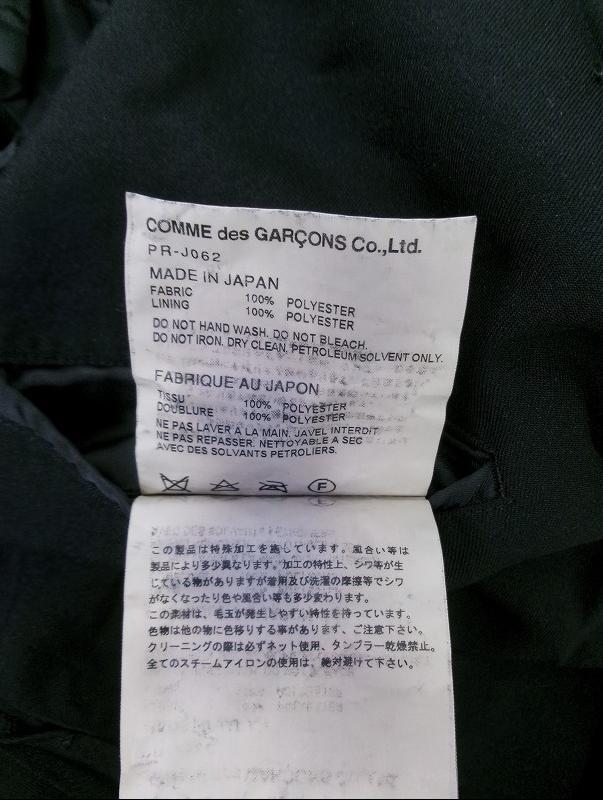 COMME des GARÇONS Co.,Ltd.
PR-J062
MADE IN JAPAN
FABRIC 100% POLYESTER
LINING 100% POLYESTER
DO NOT HAND WASH. DO NOT BLEACH.
DO NOT IRON. DRY CLEAN. PETROLEUM SOLVENT ONLY.
FABRIQUE AU JAPON
TISSU 100% POLYESTER
DOUBLURE 100% POLYESTER
NE PAS LAVER A LA MAIN. JAVEL INTERDIT
NE PAS REPASSER. NETTOYABLE A SEC
AVEC DES SOLVANTS PETROLIERS.
F
この製品は特殊加工を施しています。風合い等は
製品により多少異なります。加工の特性上、シワ等が生
じている物がありますが着用及び洗濯の摩擦等でシワ
がなくなったり色や風合い等も多少変わります。
この素材は、毛玉が発生しやすい特性を持っています。
色物は他の物に色移りする事があります、ご注意下さい。
クリーニングの際は必ずネット使用、タンブラー乾燥禁止。
全てのスチームアイロンの使用は、絶対避けて下さい。